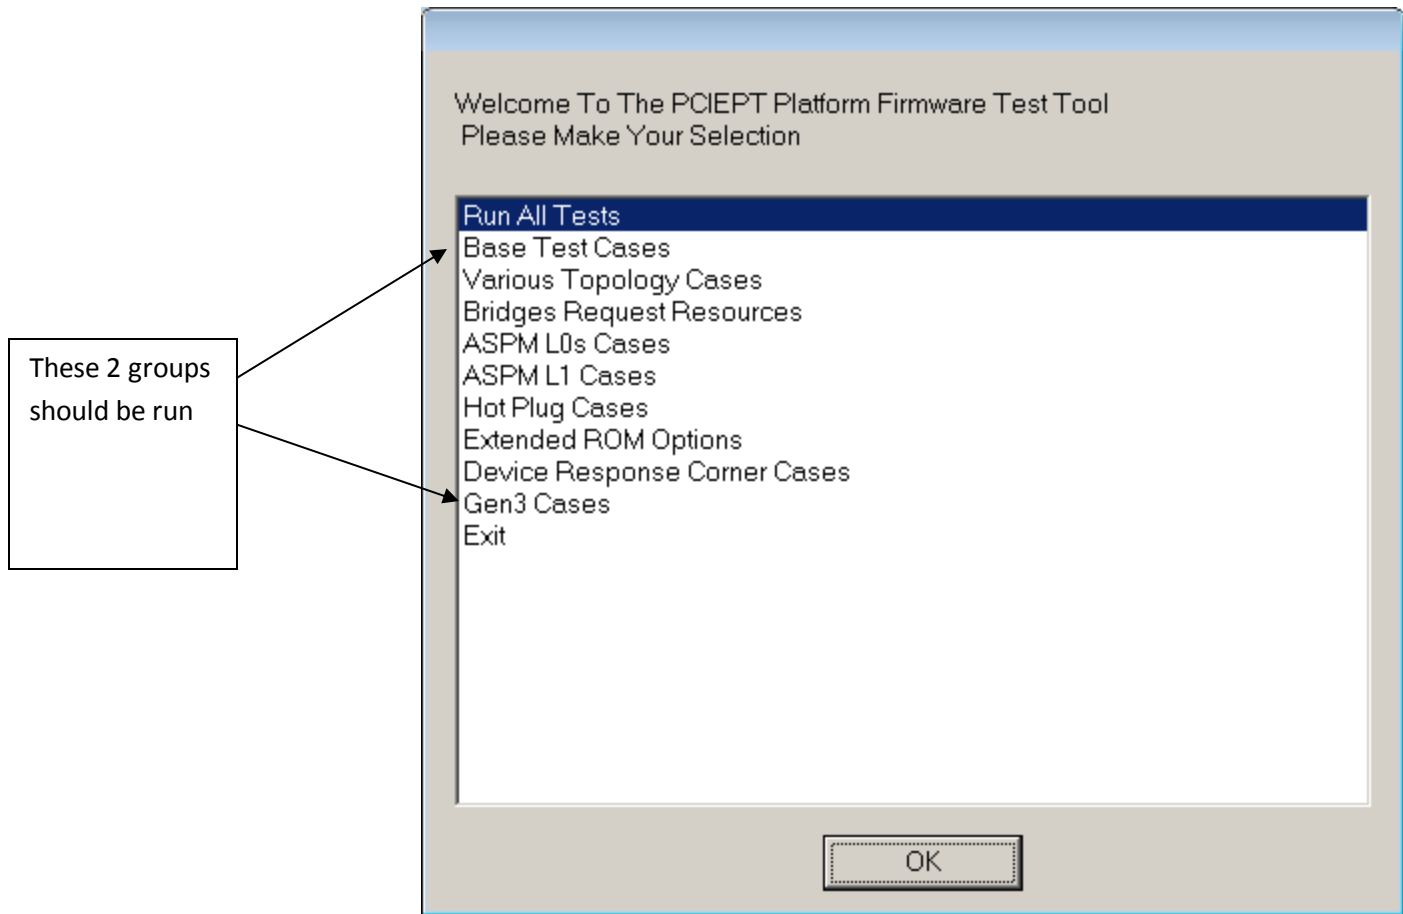 Welcome To The PCIEPT Platform Firmware Test Tool
Please Make Your Selection
Run All Tests
Base Test Cases
Various Topology Cases
Bridges Request Resources
ASPM L0s Cases
ASPM L1 Cases
Hot Plug Cases
Extended ROM Options
Device Response Corner Cases
Gen3 Cases
Exit
These 2 groups
should be run
OK